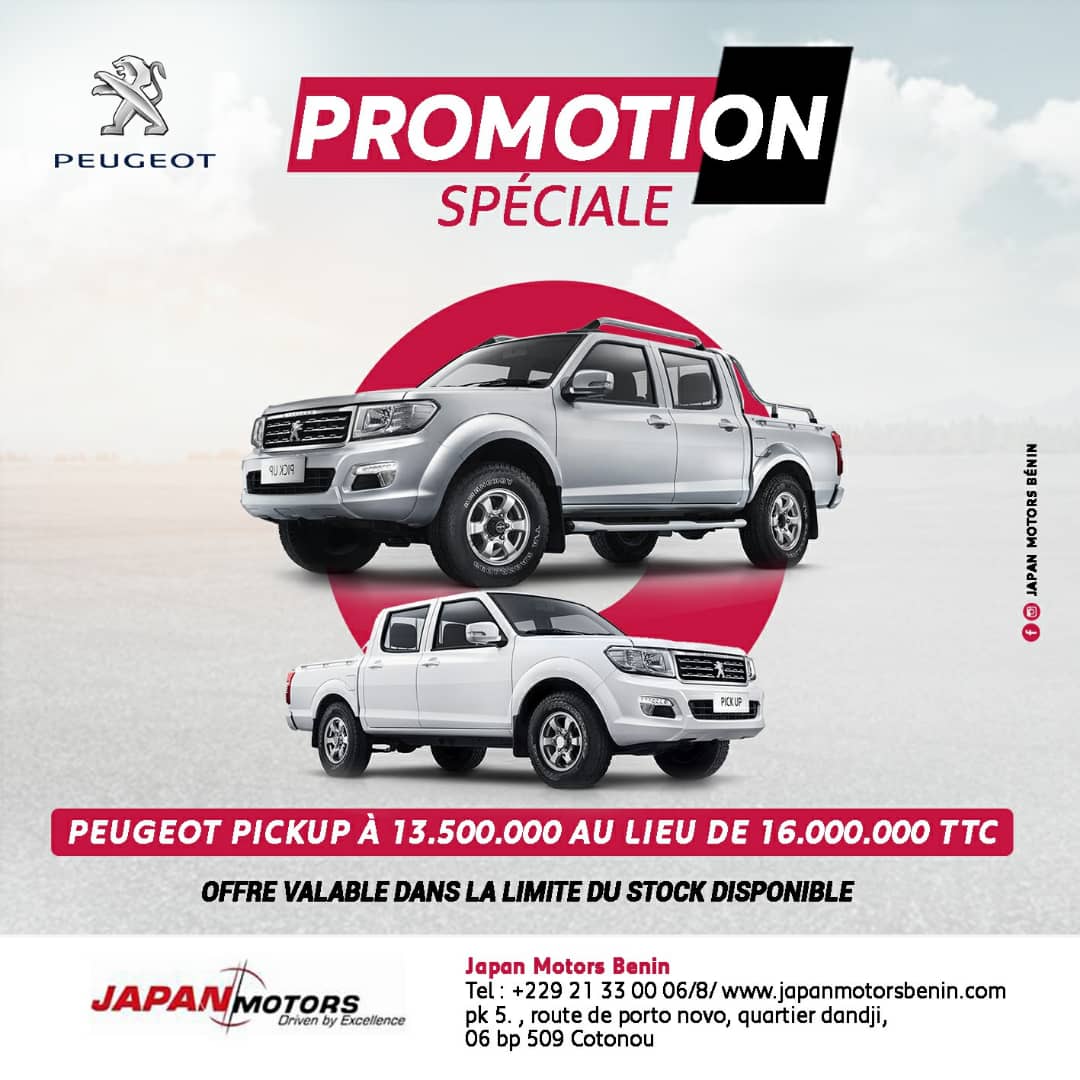 PEUGEOT
PROMOTION
SPÉCIALE
PICK UP
PICK UP
JAPAN MOTORS BÉNIN
PEUGEOT PICKUP À 13.500.000 AU LIEU DE 16.000.000 TTC
OFFRE VALABLE DANS LA LIMITE DU STOCK DISPONIBLE
JAPAN MOTORS
Driven by Excellence
Japan Motors Benin
Tel : +229 21 33 00 06/8/ www.japanmotorsbenin.com
pk 5. , route de porto novo, quartier dandji,
06 bp 509 Cotonou